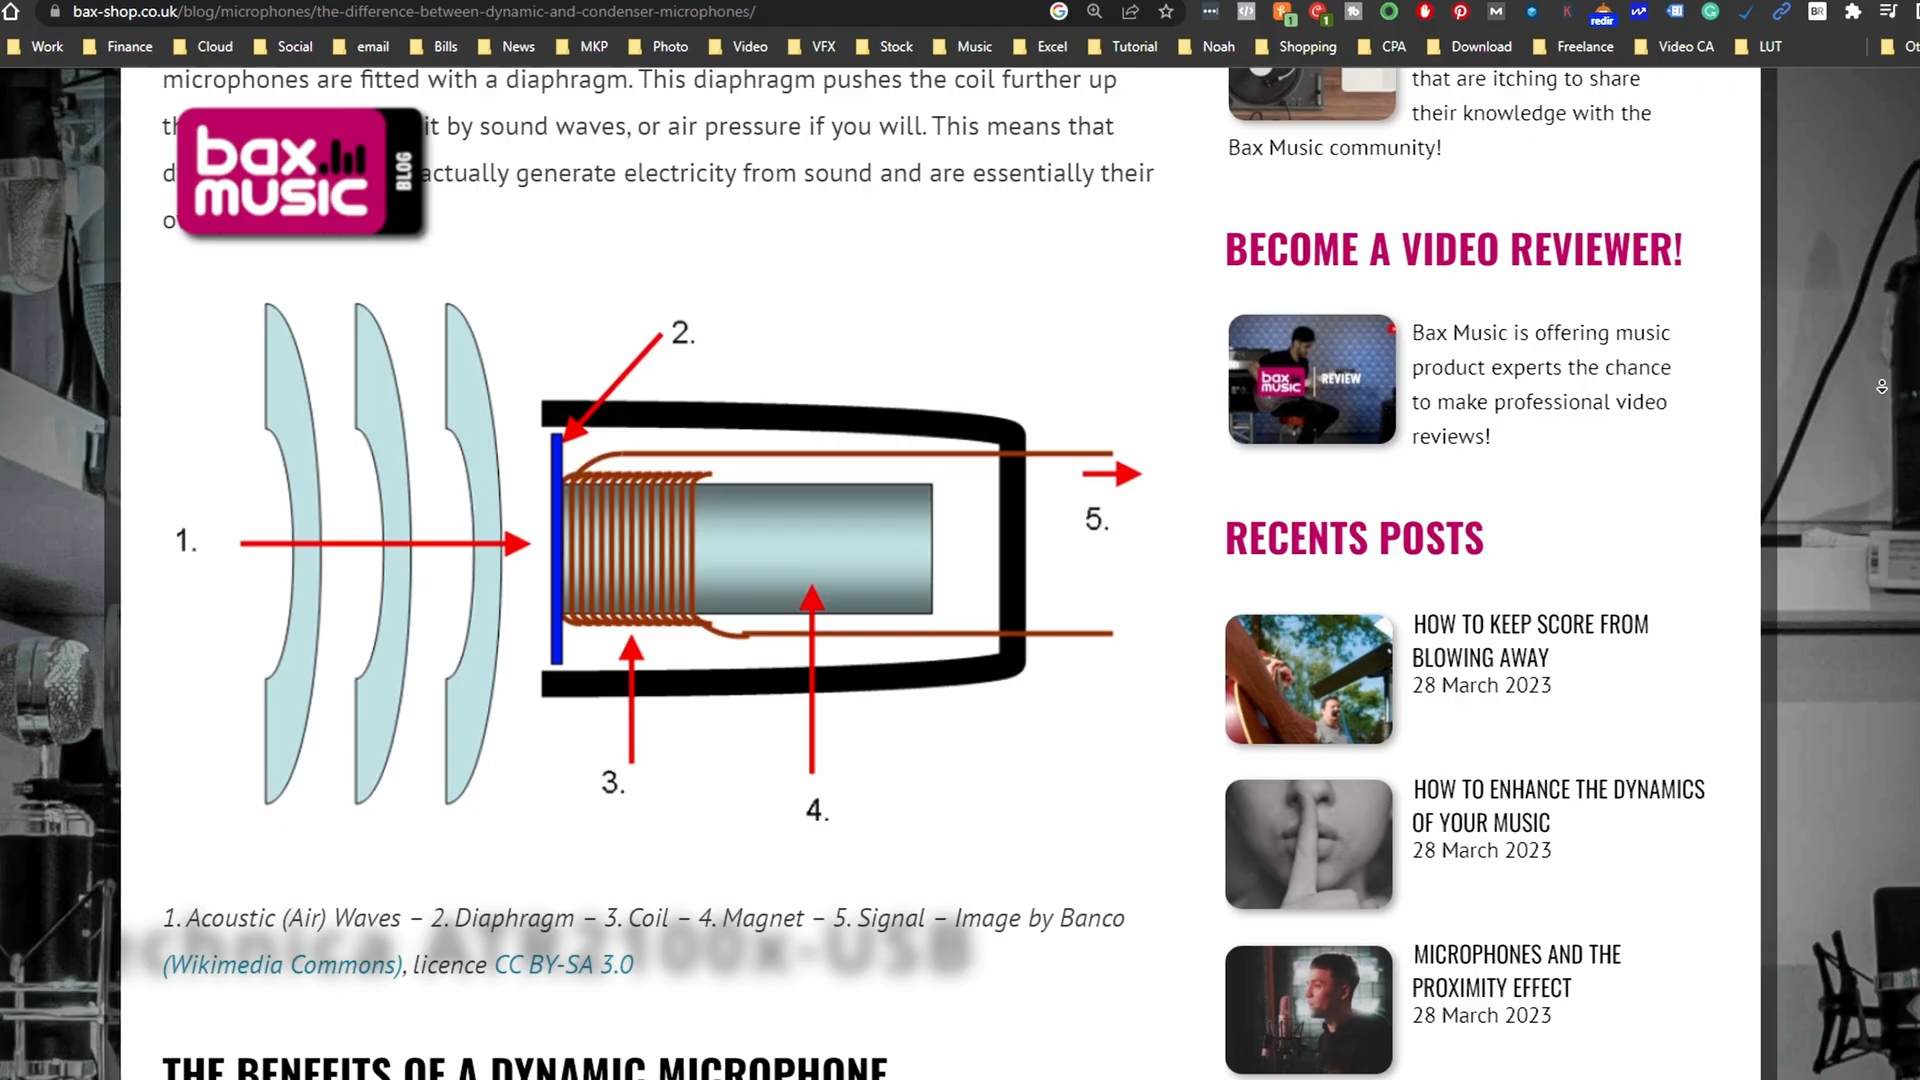 bax-shop.co.uk/blog/microphones/the-difference-between-dynamic-and-condenser-microphones/
Work Finance Cloud Social email Bills News MKP Photo Video VFX Stock Music Excel Tutorial Noah Shopping CPA Download Freelance Video CA LUT
redir
microphones are fitted with a diaphragm. This diaphragm pushes the coil further up
it by sound waves, or air pressure if you will. This means that
actually generate electricity from sound and are essentially their
bax
music
BLOG
1.
2.
3.
4.
5.
1. Acoustic (Air) Waves – 2. Diaphragm – 3. Coil – 4. Magnet – 5. Signal – Image by Banco
(Wikimedia Commons), licence CC BY-SA 3.0
ATR2100x-USB
THE BENEFITS OF A DYNAMIC MICROPHONE
that are itching to share
their knowledge with the
Bax Music community!
BECOME A VIDEO REVIEWER!
bax
music
REVIEW
Bax Music is offering music
product experts the chance
to make professional video
reviews!
RECENTS POSTS
HOW TO KEEP SCORE FROM
BLOWING AWAY
28 March 2023
HOW TO ENHANCE THE DYNAMICS
OF YOUR MUSIC
28 March 2023
MICROPHONES AND THE
PROXIMITY EFFECT
28 March 2023